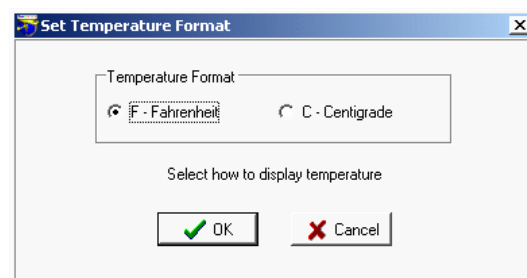 Set Temperature Format
Temperature Format
F - Fahrenheit C - Centigrade
Select how to display temperature
OK Cancel